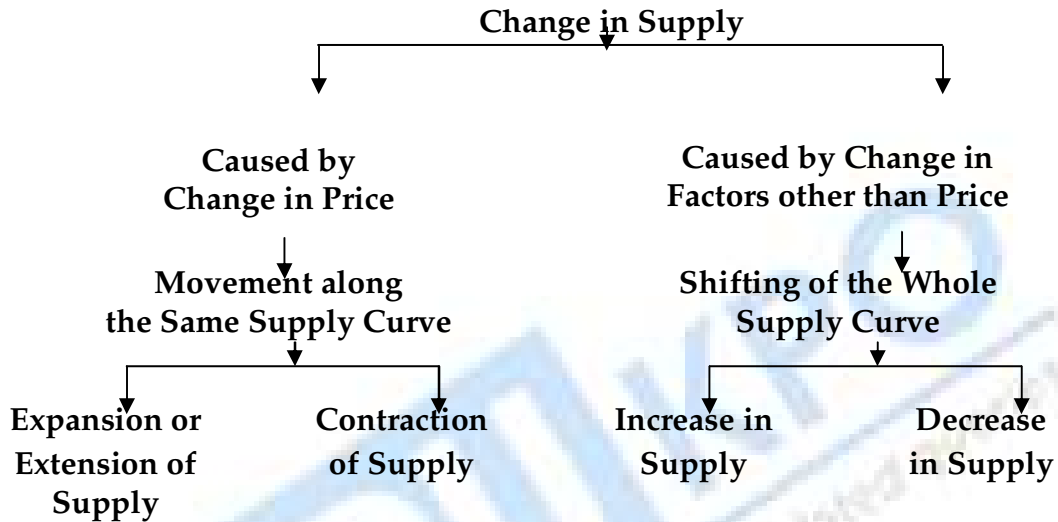 Change in Supply
Caused by
Change in Price
Caused by Change in
Factors other than Price
Movement along
the Same Supply Curve
Shifting of the Whole
Supply Curve
Expansion or
Extension of
Supply
Contraction
of Supply
Increase in
Supply
Decrease
in Supply
KPO